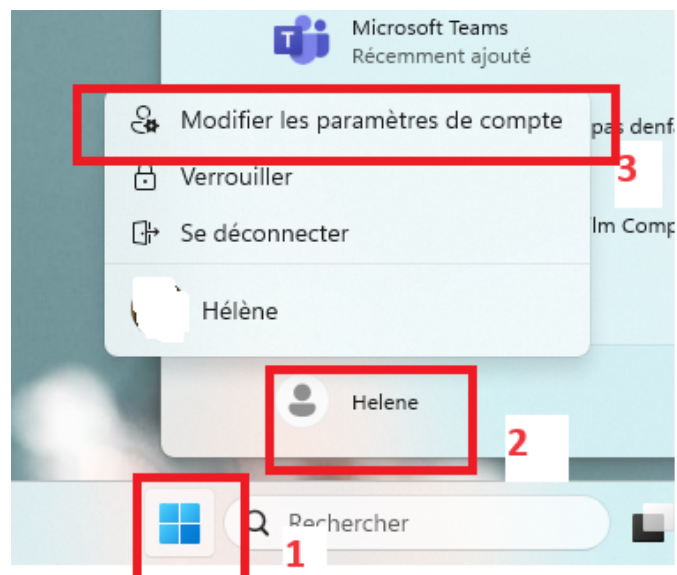 Microsoft Teams
Récemment ajouté
Modifier les paramètres de compte
pas denf
3
Verrouiller
Se déconnecter
lm Comp
Hélène
Helene
2
Rechercher
1